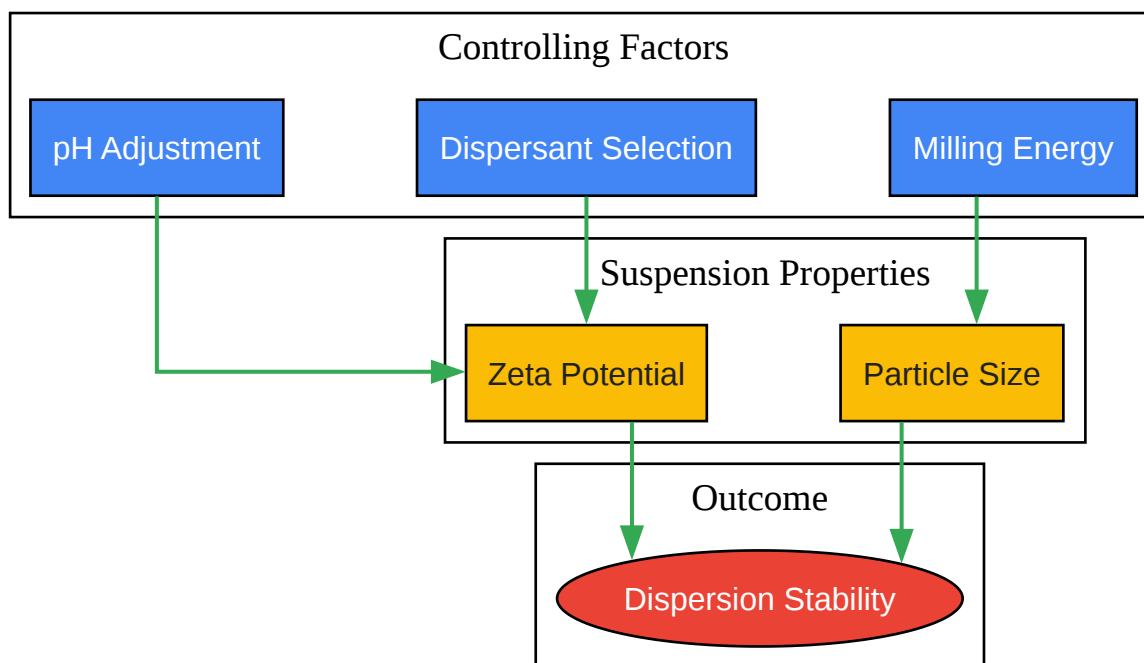 Controlling Factors
pH Adjustment
Dispersant Selection
Milling Energy
Suspension Properties
Zeta Potential
Particle Size
Outcome
Dispersion Stability